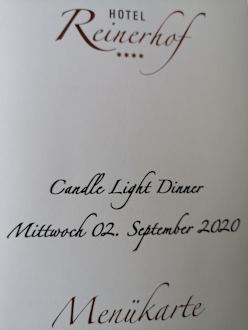 HOTEL
Reinerhof
****
Candle Light Dinner
Mittwoch 02. September 2020
Menükarte